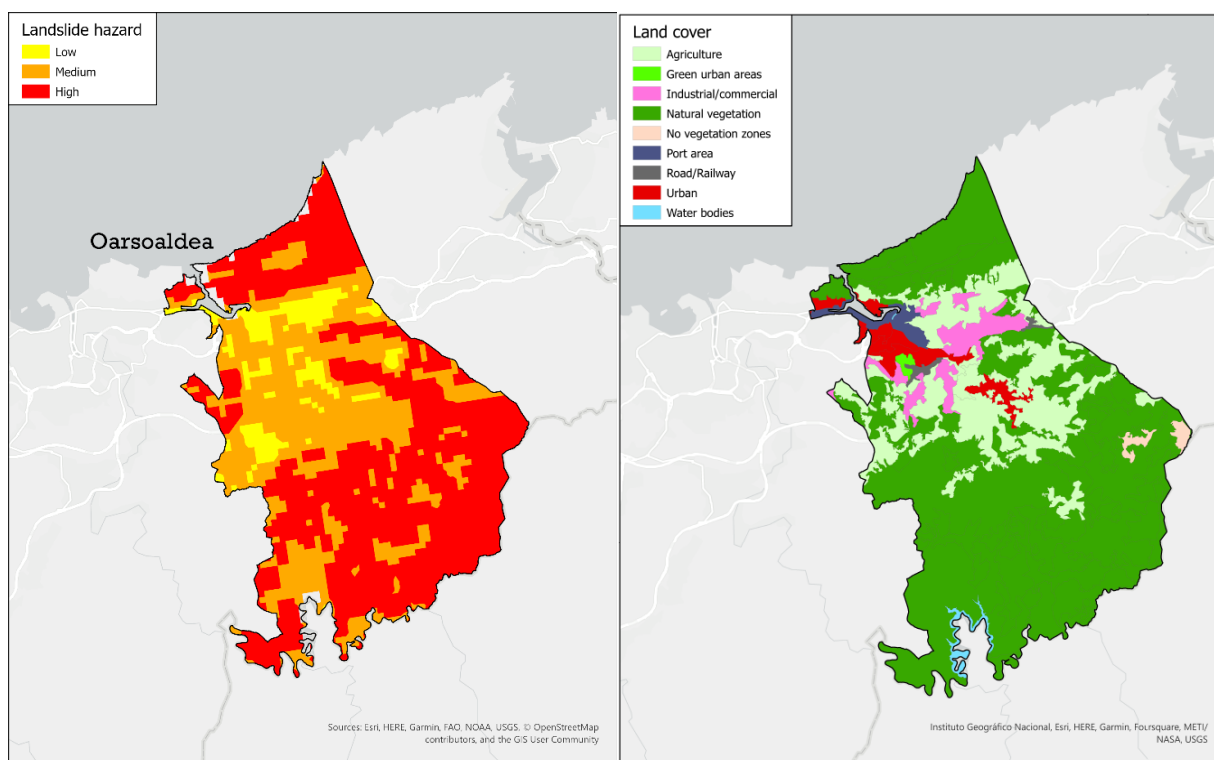 Landslide hazard
Low
Medium
High
Oarsoaldea
Sources: Esri, HERE, Garmin, FAO, NOAA, USGS. © OpenStreetMap
contributors, and the GIS User Community
Land cover
Agriculture
Green urban areas
Industrial/commercial
Natural vegetation
No vegetation zones
Port area
Road/Railway
Urban
Water bodies
Instituto Geográfico Nacional, Esri, HERE, Garmin, Foursquare, METI/
NASA, USGS